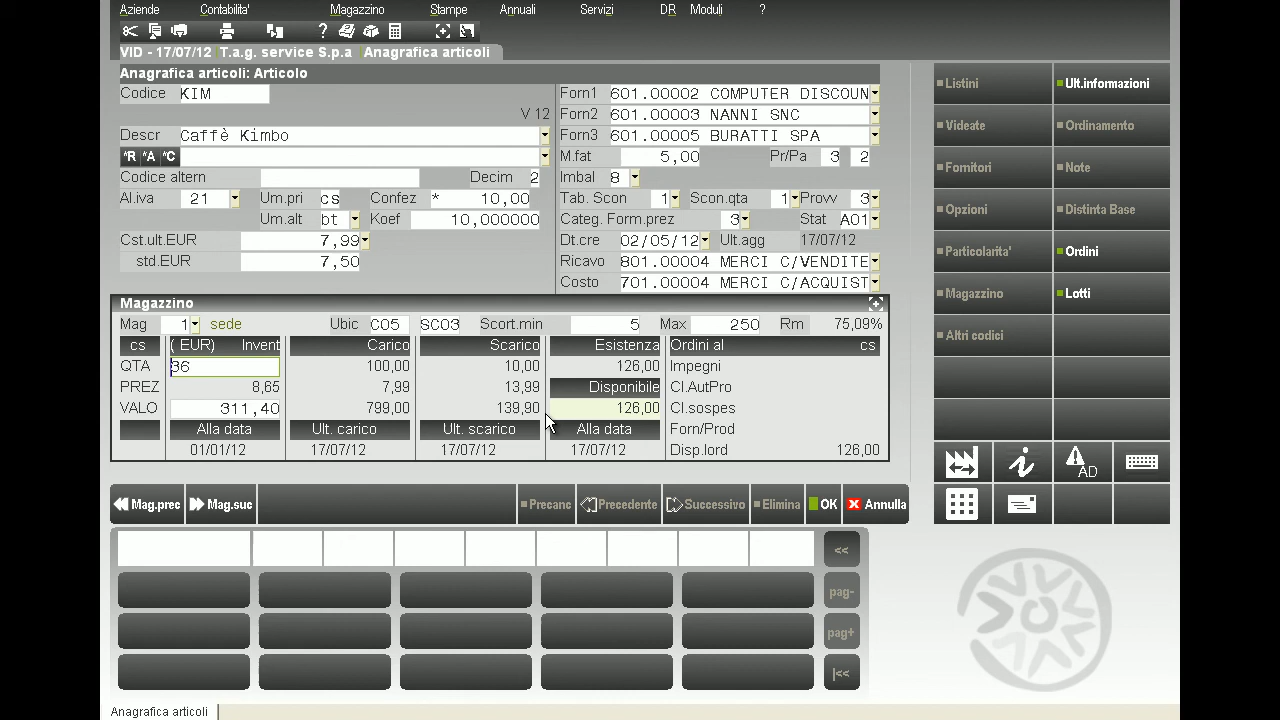 Aziende Contabilita' Magazzino Stampe Annuali Servizi DR Moduli ?
?
VID - 17/07/12 T.a.g. service S.p.a Anagrafica articoli
Anagrafica articoli: Articolo
Codice KIM
V 12
Descr Caffè Kimbo
*R *A *C
Codice altern Decim 2
Al.iva 21 Um.pri cs Confez * 10,00
Um.alt bt Koef 10,000000
Cst.ult.EUR 7,99
std.EUR 7,50
Forn1 601.00002 COMPUTER DISCOUN
Forn2 601.00003 NANNI SNC
Forn3 601.00005 BURATTI SPA
M.fat 5,00 Pr/Pa 3 2
Imbal 8
Tab. Scon 1 Scon.qta 1 Provv 3
Categ. Form.prez 3 Stat A01
Dt.cre 02/05/12 Ult.agg 17/07/12
Ricavo 801.00004 MERCI C/VENDITE
Costo 701.00004 MERCI C/ACQUIST
Magazzino
Mag 1 sede Ubic C05 SC03 Scort.min 5 Max 250 Rm 75,09%
cs ( EUR) Invent Carico Scarico Esistenza Ordini al cs
QTA 36 100,00 10,00 126,00 Impegni
PREZ 8,65 7,99 13,99 Disponibile Cl.AutPro
VALO 311,40 799,00 139,90 126,00 Cl.sospes
Alla data Ult. carico Ult. scarico Alla data Forn/Prod
01/01/12 17/07/12 17/07/12 17/07/12 Disp.lord 126,00
Mag.prec Mag.suc Precanc Precedente Successivo Elimina OK Annulla
<<
pag-
pag+
|<<
Listini Ult.informazioni
Videate Ordinamento
Fornitori Note
Opzioni Distinta Base
Particolarita' Ordini
Magazzino Lotti
Altri codici
i AD
Anagrafica articoli